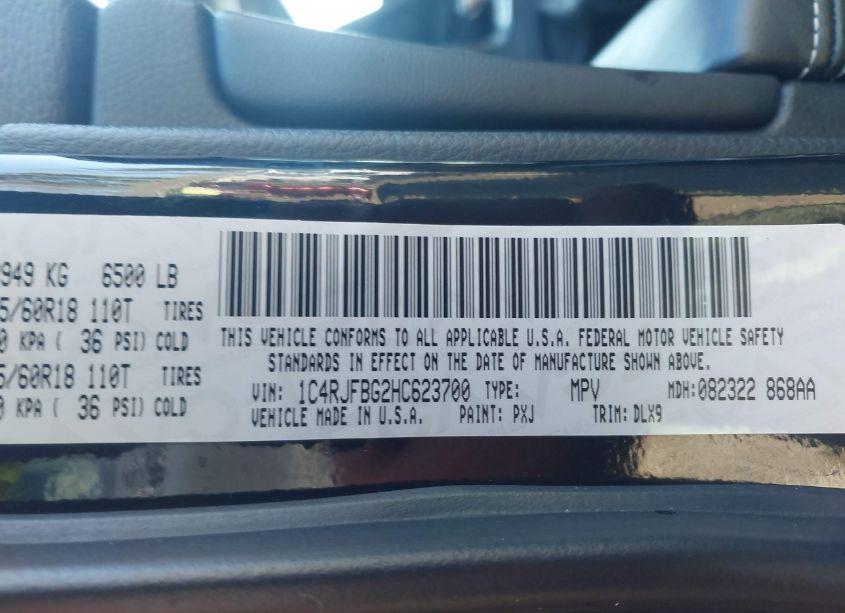 949 KG 6500 LB
5/60R18 110T TIRES
0 KPA ( 36 PSI) COLD
5/60R18 110T TIRES
0 KPA ( 36 PSI) COLD
THIS VEHICLE CONFORMS TO ALL APPLICABLE U.S.A. FEDERAL MOTOR VEHICLE SAFETY
STANDARDS IN EFFECT ON THE DATE OF MANUFACTURE SHOWN ABOVE.
VIN: 1C4RJFBG2HC623700 TYPE: MPV MDH:082322 868AA
VEHICLE MADE IN U.S.A. PAINT: PXJ TRIM: DLX9